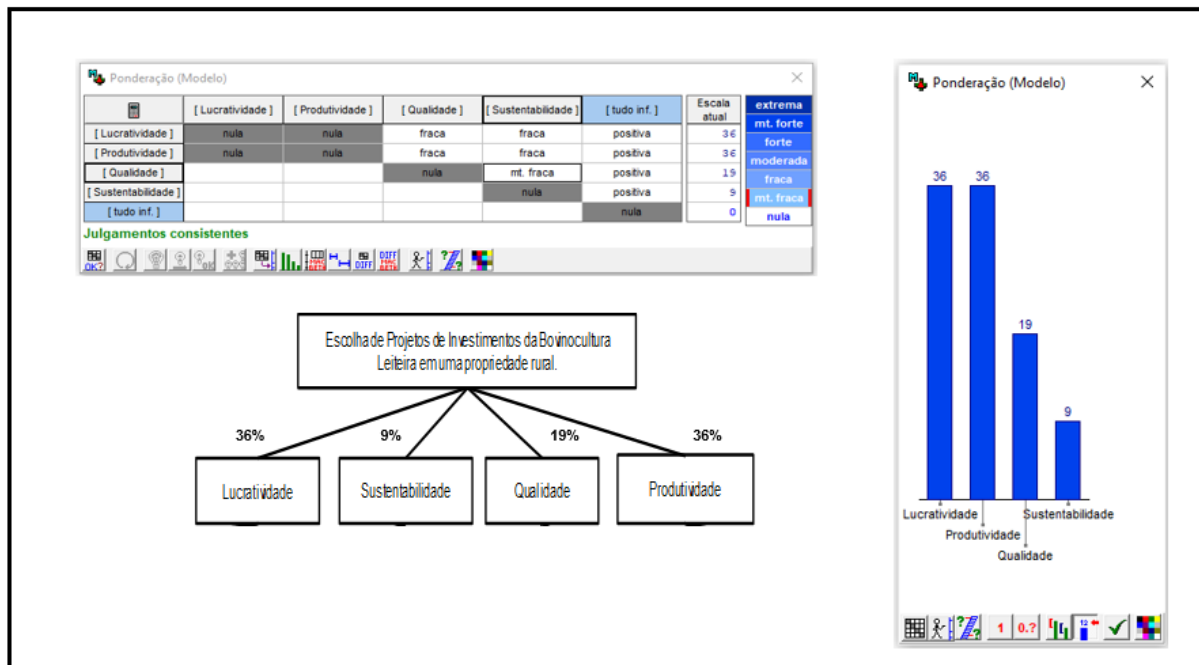 Ponderação (Modelo)
[ Lucratividade ] [ Produtividade ] [ Qualidade ] [ Sustentabilidade ] [ tudo inf. ] Escala atual
[ Lucratividade ] nula nula fraca fraca positiva 36
[ Produtividade ] nula nula fraca fraca positiva 36
[ Qualidade ] nula mt. fraca positiva 19
[ Sustentabilidade ] nula positiva 9
[ tudo inf. ] nula 0
extrema
mt. forte
forte
moderada
fraca
mt. fraca
nula
Julgamentos consistentes
Escolha de Projetos de Investimentos da Bovinocultura
Leiteira em uma propriedade rural.
36% 9% 19% 36%
Lucratividade Sustentabilidade Qualidade Produtividade
Ponderação (Modelo)
36 36
19
9
Lucratividade Sustentabilidade
Produtividade
Qualidade
1 0.?